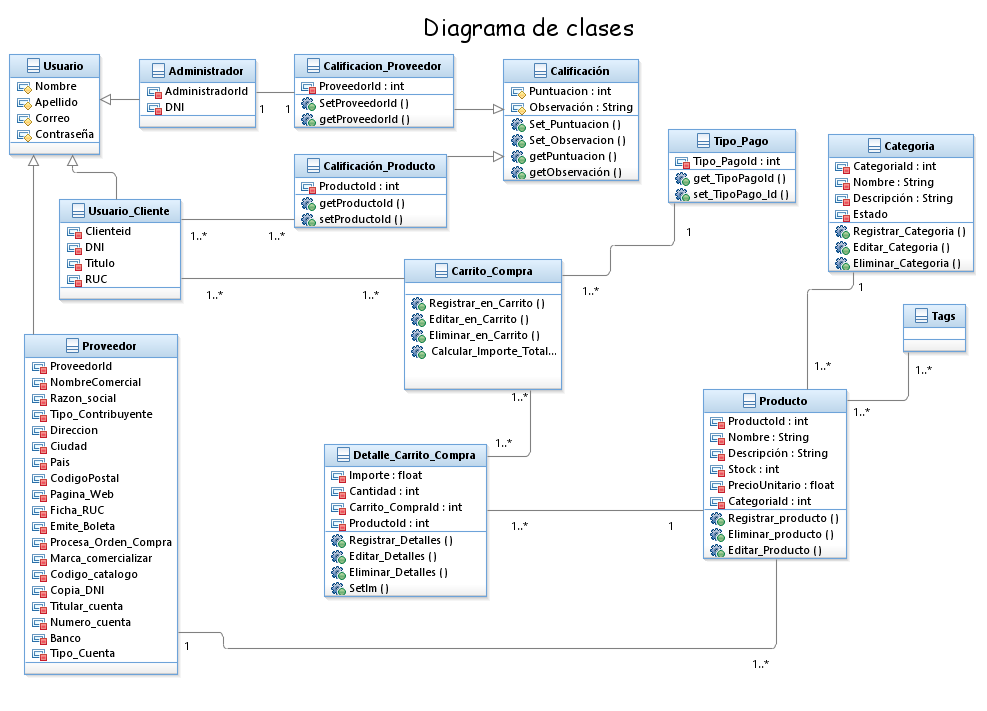 Diagrama de clases
Usuario
Nombre
Apellido
Correo
Contraseña
Administrador
AdministradorId
DNI
1
1
Calificacion_Proveedor
ProveedorId : int
SetProveedorId ()
getProveedorId ()
Calificación
Puntuacion : int
Observación : String
Set_Puntuacion ()
Set_Observacion ()
getPuntuacion ()
getObservación ()
Calificación_Producto
ProductoId : int
getProductoId ()
setProductoId ()
Tipo_Pago
Tipo_PagoId : int
get_TipoPagoId ()
set_TipoPago_Id ()
1
Categoria
CategoriaId : int
Nombre : String
Descripción : String
Estado
Registrar_Categoria ()
Editar_Categoria ()
Eliminar_Categoria ()
1
Usuario_Cliente
Clienteid
DNI
Titulo
RUC
1..*
1..*
1..*
1..*
Carrito_Compra
Registrar_en_Carrito ()
Editar_en_Carrito ()
Eliminar_en_Carrito ()
Calcular_Importe_Total...
1..*
1..*
1..*
Tags
1..*
1..*
1..*
Proveedor
ProveedorId
NombreComercial
Razon_social
Tipo_Contribuyente
Direccion
Ciudad
Pais
CodigoPostal
Pagina_Web
Ficha_RUC
Emite_Boleta
Procesa_Orden_Compra
Marca_comercializar
Codigo_catalogo
Copia_DNI
Titular_cuenta
Numero_cuenta
Banco
Tipo_Cuenta
1
1..*
Detalle_Carrito_Compra
Importe : float
Cantidad : int
Carrito_CompraId : int
ProductoId : int
Registrar_Detalles ()
Editar_Detalles ()
Eliminar_Detalles ()
SetIm ()
1..*
1
Producto
ProductoId : int
Nombre : String
Descripción : String
Stock : int
PrecioUnitario : float
CategoriaId : int
Registrar_producto ()
Eliminar_producto ()
Editar_Producto ()